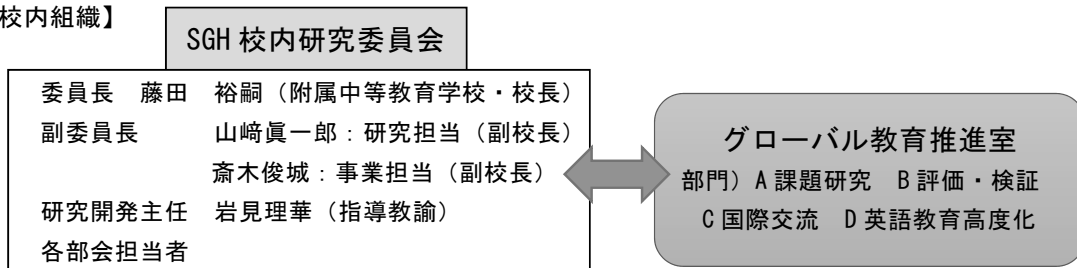 校内組織】
SGH 校内研究委員会
委員長　藤田　裕嗣（附属中等教育学校・校長）
副委員長　　　山﨑眞一郎：研究担当（副校長）
斎木俊城：事業担当（副校長）
研究開発主任　岩見理華（指導教諭）
各部会担当者
グローバル教育推進室
部門）A 課題研究　B 評価・検証
C 国際交流　D 英語教育高度化